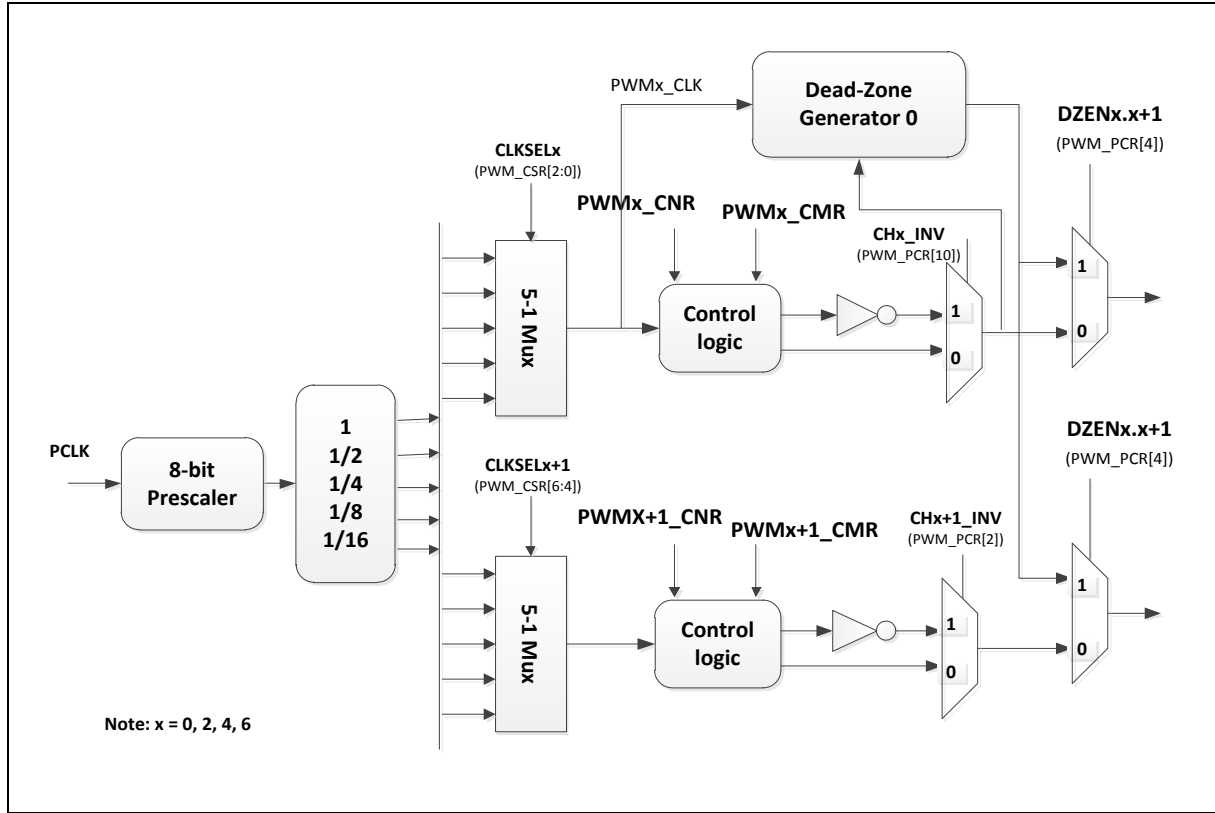 PWMx_CLK
Dead-Zone
Generator 0
DZENx.x+1
(PWM_PCR[4])
CLKSELx
(PWM_CSR[2:0])
PWMx_CNR
PWMx_CMR
CHx_INV
(PWM_PCR[10])
5-1 Mux
Control
logic
1
0
1
0
PCLK
8-bit
Prescaler
1
1/2
1/4
1/8
1/16
CLKSELx+1
(PWM_CSR[6:4])
PWMX+1_CNR
PWMx+1_CMR
CHx+1_INV
(PWM_PCR[2])
DZENx.x+1
(PWM_PCR[4])
5-1 Mux
Control
logic
1
0
1
0
Note: x = 0, 2, 4, 6